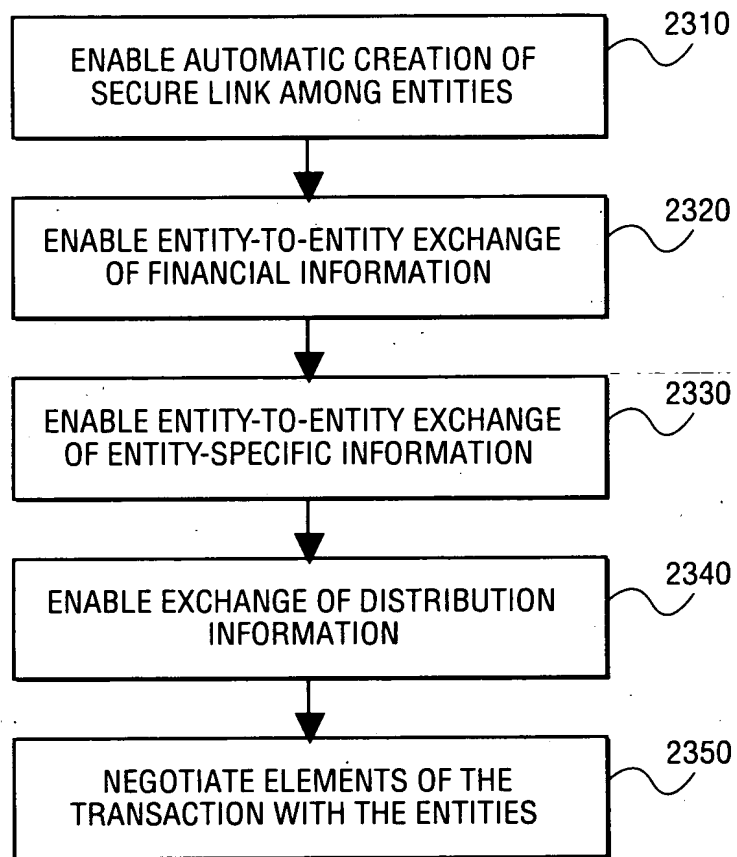 2310
ENABLE AUTOMATIC CREATION OF
SECURE LINK AMONG ENTITIES
2320
ENABLE ENTITY-TO-ENTITY EXCHANGE
OF FINANCIAL INFORMATION
2330
ENABLE ENTITY-TO-ENTITY EXCHANGE
OF ENTITY-SPECIFIC INFORMATION
2340
ENABLE EXCHANGE OF DISTRIBUTION
INFORMATION
2350
NEGOTIATE ELEMENTS OF THE
TRANSACTION WITH THE ENTITIES